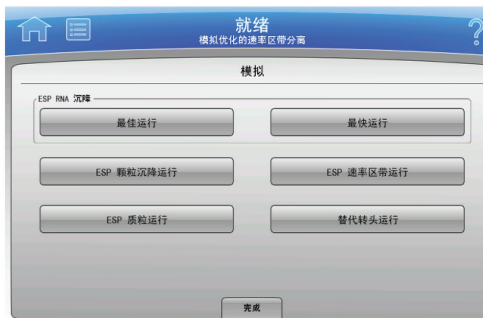 就绪
模拟优化的速率区带分离
?
模拟
ESP RNA 沉降
最佳运行
最快运行
ESP 颗粒沉降运行
ESP 速率区带运行
ESP 质粒运行
替代转头运行
完成